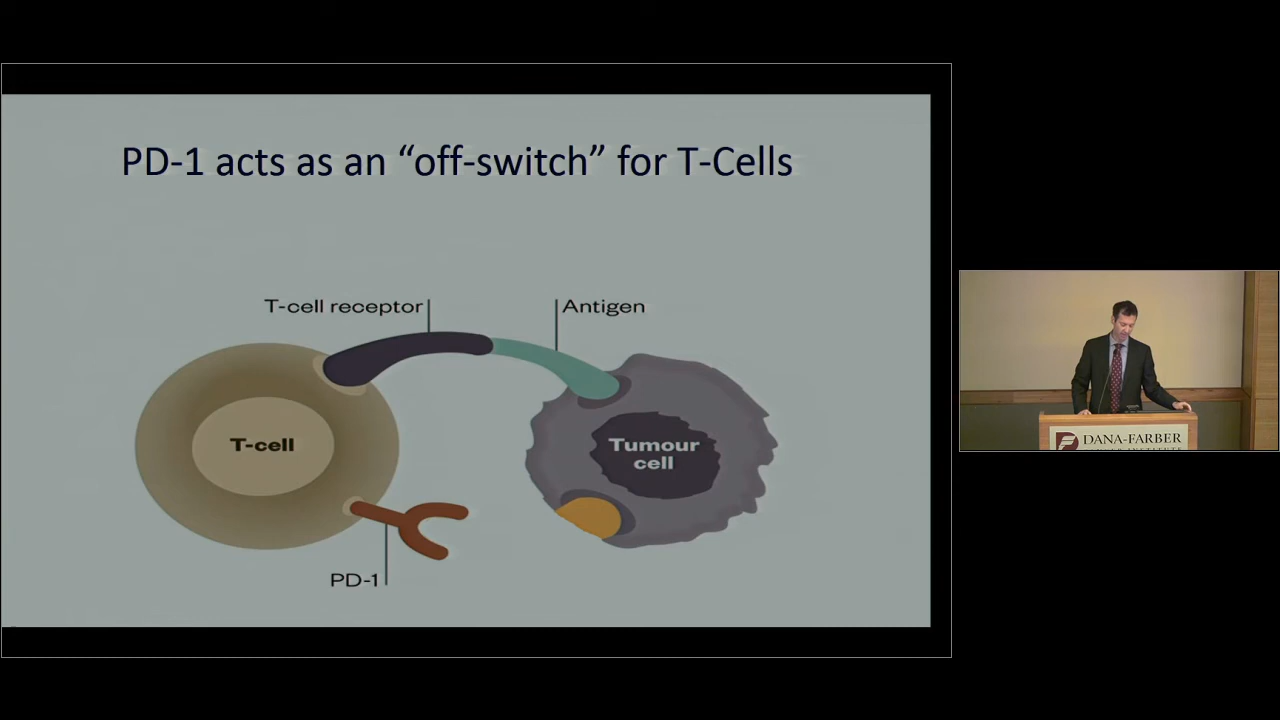 PD-1 acts as an “off-switch” for T-Cells
T-cell receptor
Antigen
T-cell
Tumour
cell
PD-1
DANA-FARBER